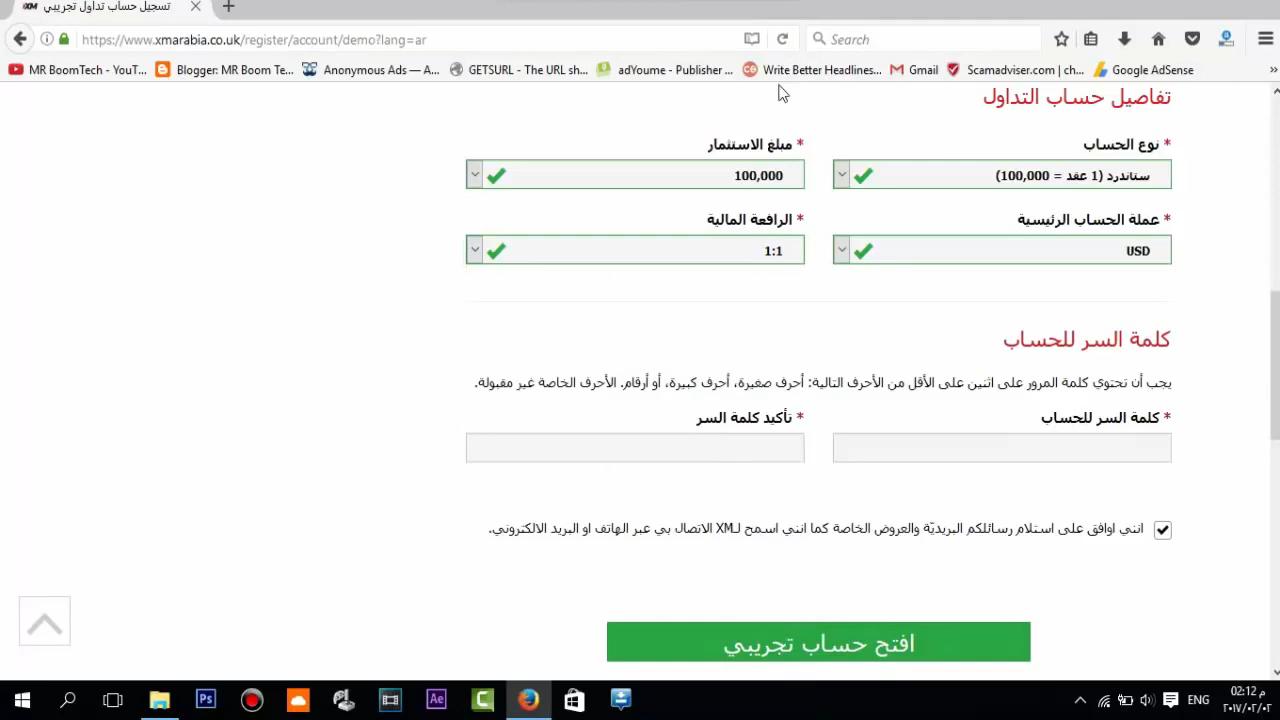 تسجيل حساب تداول تجريبي
https://www.xmarabia.co.uk/register/account/demo?lang=ar
Search
MR BoomTech - YouT...
Blogger: MR Boom Te...
Anonymous Ads — A...
GETSURL - The URL sh...
adYoume - Publisher ...
Write Better Headlines...
Gmail
Scamadviser.com | ch...
Google AdSense
تفاصيل حساب التداول
* نوع الحساب
* مبلغ الاستثمار
ستاندرد (1 عقد = 100,000)
100,000
* عملة الحساب الرئيسية
* الرافعة المالية
USD
1:1
كلمة السر للحساب
يجب أن تحتوي كلمة المرور على اثنين على الأقل من الأحرف التالية: أحرف صغيرة، أحرف كبيرة، أو أرقام. الأحرف الخاصة غير مقبولة.
* كلمة السر للحساب
* تأكيد كلمة السر
انني اوافق على استلام رسائلكم البريديّة والعروض الخاصة كما انني اسمح لـXM الاتصال بي عبر الهاتف او البريد الالكتروني.
افتح حساب تجريبي
ENG
02:12 م
٢٠١٧/٠٢/٠٢